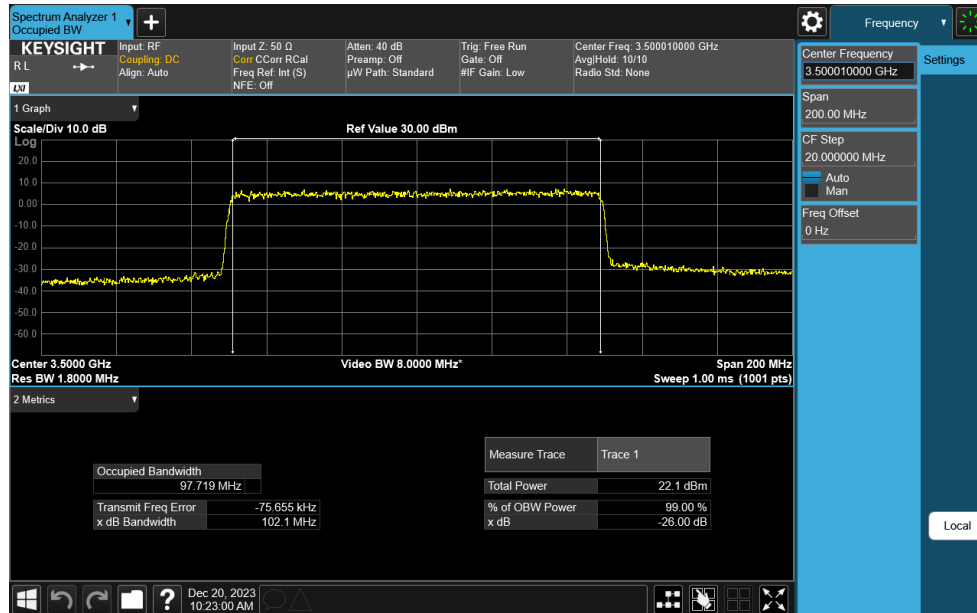 Spectrum Analyzer 1
Occupied BW
Frequency
KEYSIGHT
R L
LXI
Input: RF
Coupling: DC
Align: Auto
Input Z: 50 Ω
Corr CCorr RCal
Freq Ref: Int (S)
NFE: Off
Atten: 40 dB
Preamp: Off
µW Path: Standard
Trig: Free Run
Gate: Off
#IF Gain: Low
Center Freq: 3.500010000 GHz
Avg|Hold: 10/10
Radio Std: None
Center Frequency
3.500010000 GHz
Settings
Span
200.00 MHz
CF Step
20.000000 MHz
Auto
Man
Freq Offset
0 Hz
Local
1 Graph
Scale/Div 10.0 dB
Ref Value 30.00 dBm
Log
20.0
10.0
0.00
-10.0
-20.0
-30.0
-40.0
-50.0
-60.0
Center 3.5000 GHz
Video BW 8.0000 MHz*
Span 200 MHz
Res BW 1.8000 MHz
Sweep 1.00 ms (1001 pts)
2 Metrics
Occupied Bandwidth
97.719 MHz
Transmit Freq Error -75.655 kHz
x dB Bandwidth 102.1 MHz
Measure Trace Trace 1
Total Power 22.1 dBm
% of OBW Power 99.00 %
x dB -26.00 dB
?
Dec 20, 2023
10:23:00 AM